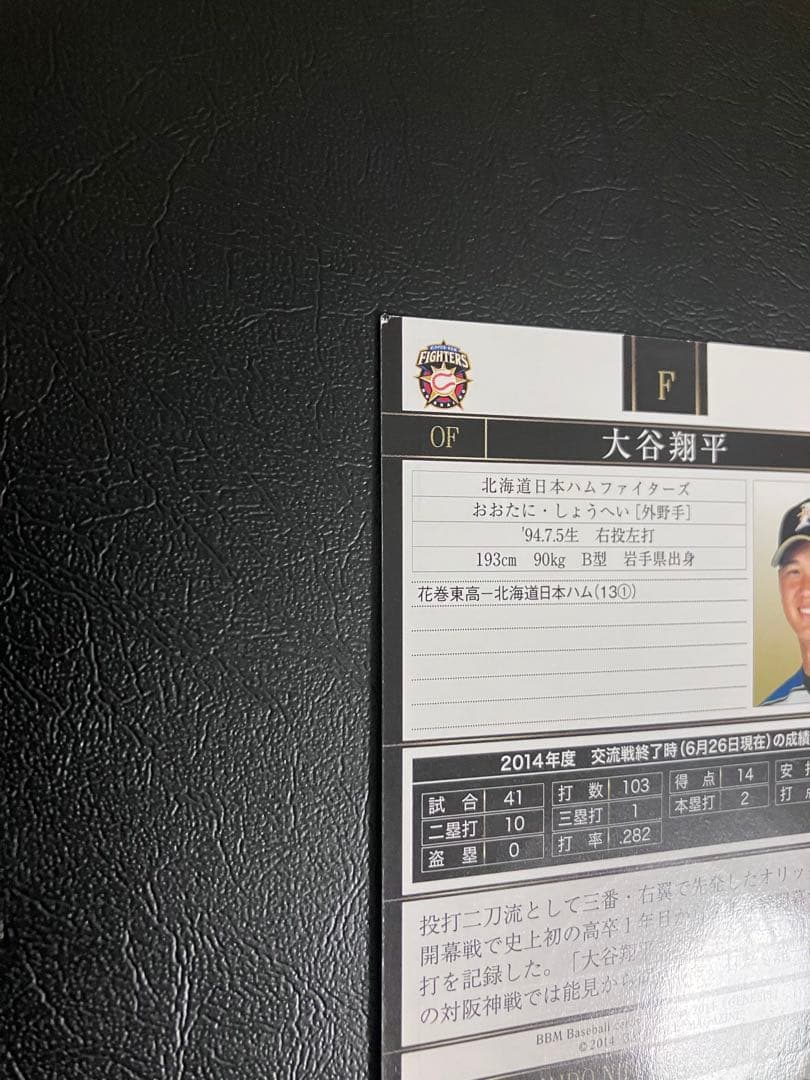 FIGHTERS
F
OF 大谷翔平
北海道日本ハムファイターズ
おおたに・しょうへい[外野手]
'94.7.5生 右投左打
193cm 90kg B型 岩手県出身
花巻東高－北海道日本ハム(13①)
2014年度 交流戦終了時(6月26日現在)の成績
試合 41 打数 103 得点 14 安打
二塁打 10 三塁打 1 本塁打 2 打点
盗塁 0 打率 .282
投打二刀流として三番・右翼で先発したオリッ
開幕戦で史上初の高卒1年目か
打を記録した。「大谷翔平
の対阪神戦では能見から
BBM Baseball
©2014